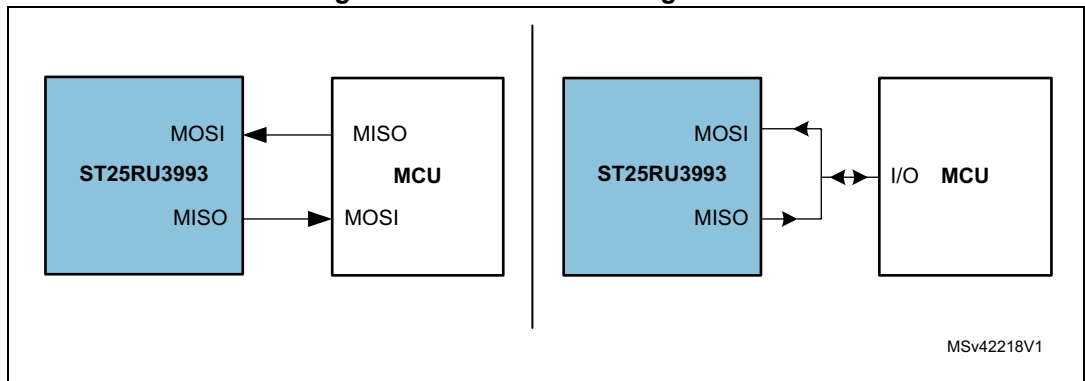 MOSI
MISO
ST25RU3993
MCU
MISO
MOSI
MOSI
ST25RU3993
I/O MCU
MISO
MSv42218V1